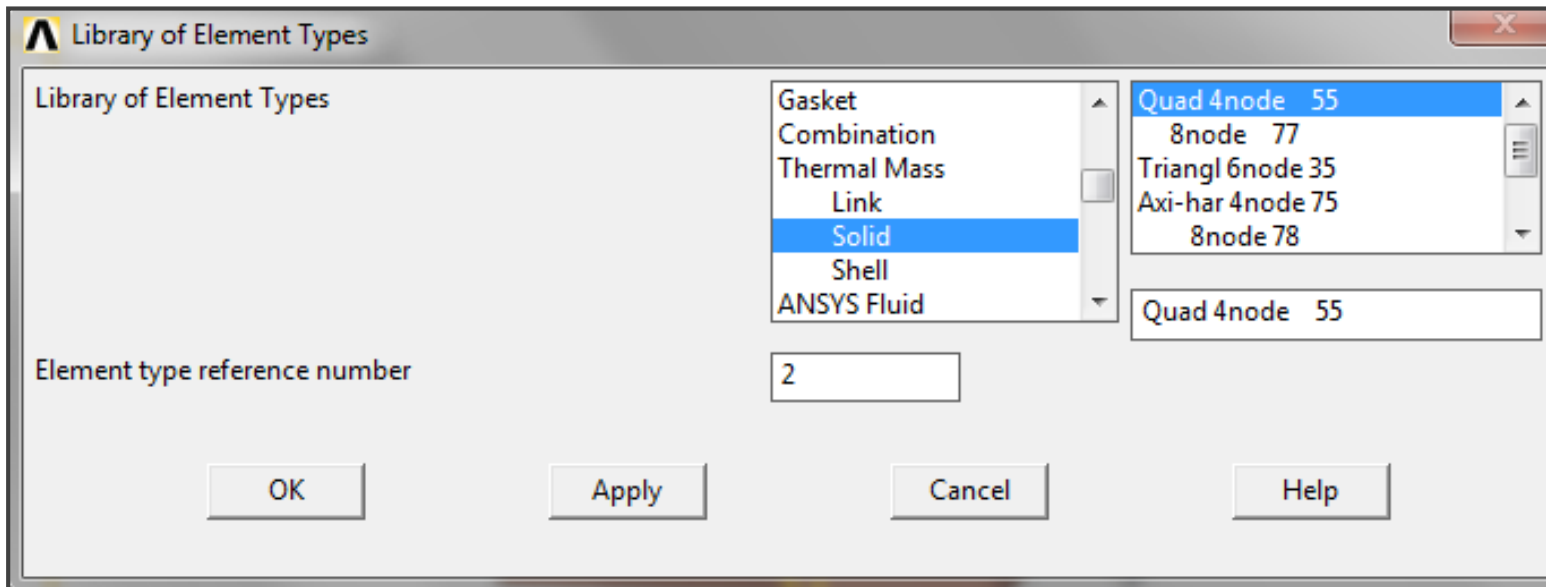 Library of Element Types
Library of Element Types
Gasket
Combination
Thermal Mass
Link
Solid
Shell
ANSYS Fluid
Quad 4node 55
8node 77
Triangl 6node 35
Axi-har 4node 75
8node 78
Quad 4node 55
Element type reference number
2
OK
Apply
Cancel
Help